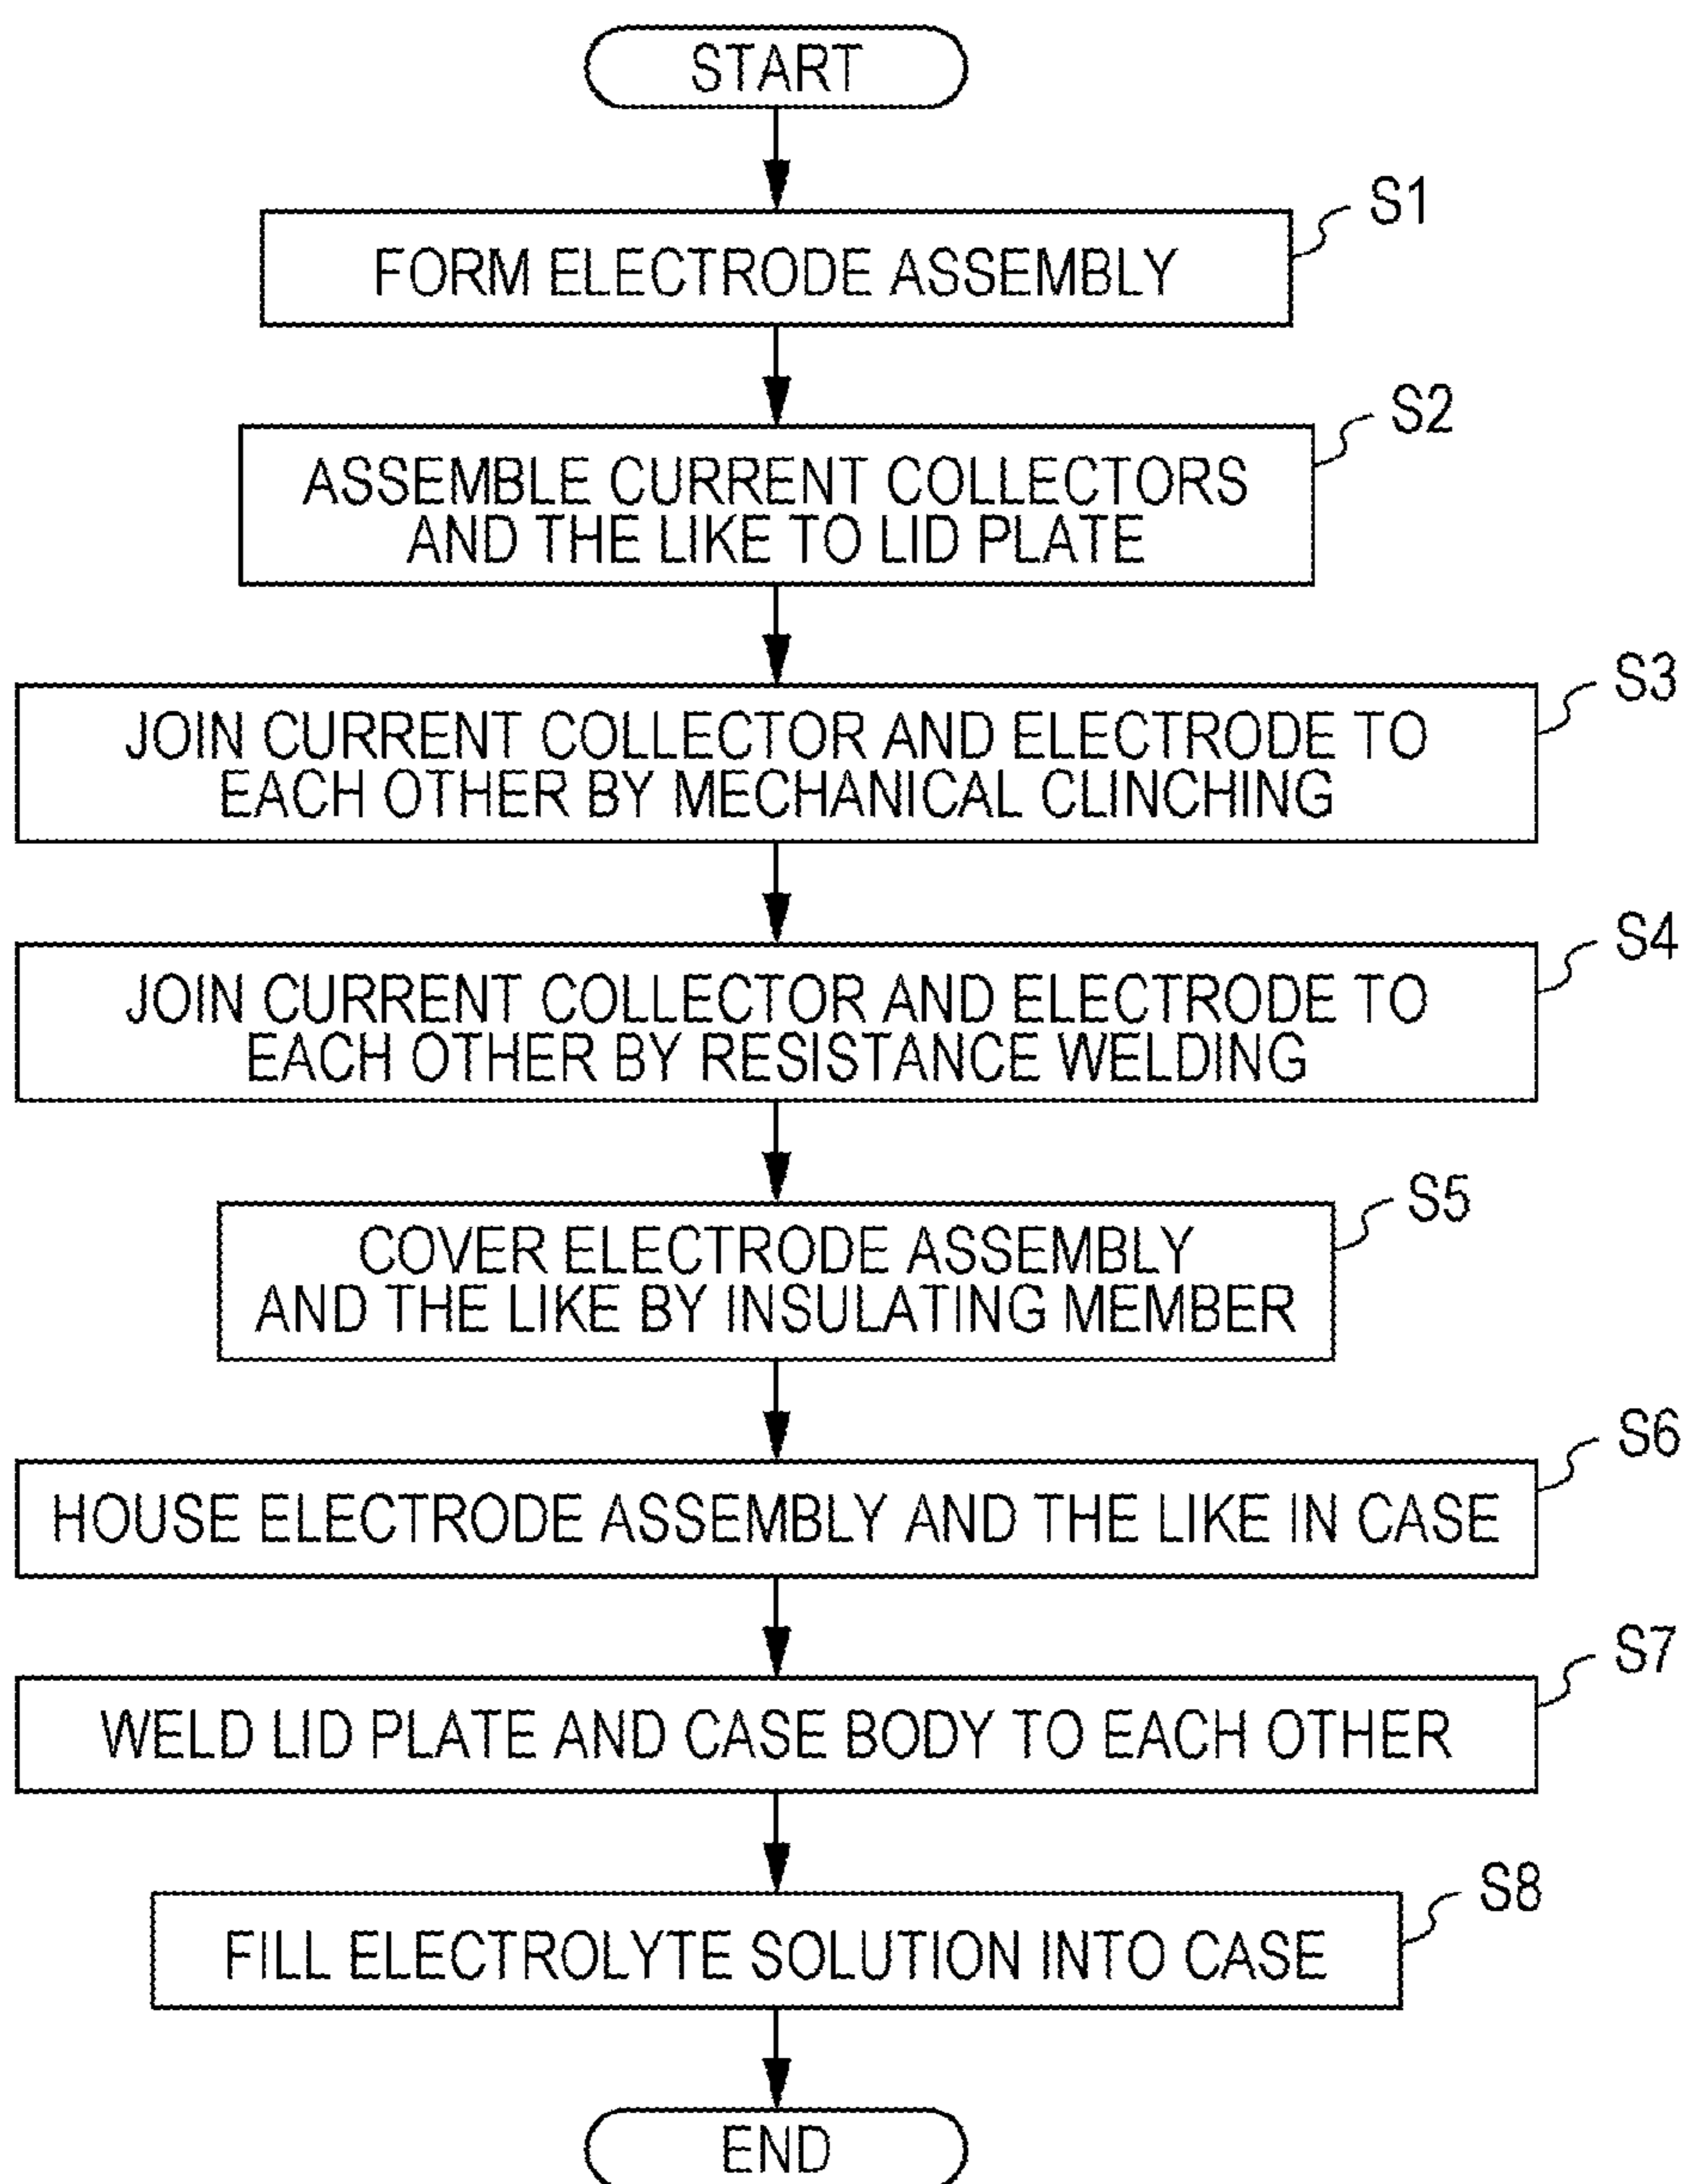 START
S1
FORM ELECTRODE ASSEMBLY
S2
ASSEMBLE CURRENT COLLECTORS
AND THE LIKE TO LID PLATE
S3
JOIN CURRENT COLLECTOR AND ELECTRODE TO
EACH OTHER BY MECHANICAL CLINCHING
S4
JOIN CURRENT COLLECTOR AND ELECTRODE TO
EACH OTHER BY RESISTANCE WELDING
S5
COVER ELECTRODE ASSEMBLY
AND THE LIKE BY INSULATING MEMBER
S6
HOUSE ELECTRODE ASSEMBLY AND THE LIKE IN CASE
S7
WELD LID PLATE AND CASE BODY TO EACH OTHER
S8
FILL ELECTROLYTE SOLUTION INTO CASE
END